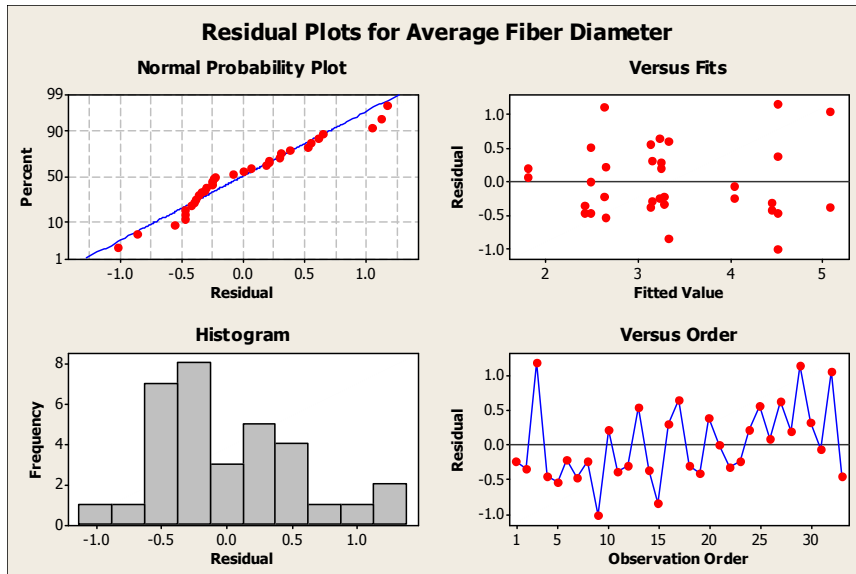 Residual Plots for Average Fiber Diameter
Normal Probability Plot
99
90
50
10
1
Percent
-1.0 -0.5 0.0 0.5 1.0
Residual
Versus Fits
1.0
0.5
0.0
-0.5
-1.0
Residual
2 3 4 5
Fitted Value
Histogram
8
6
4
2
0
Frequency
-1.0 -0.5 0.0 0.5 1.0
Residual
Versus Order
1.0
0.5
0.0
-0.5
-1.0
Residual
1 5 10 15 20 25 30
Observation Order